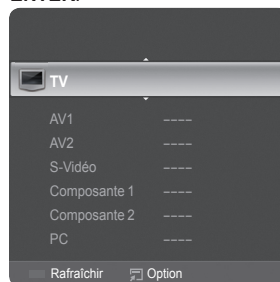 TV
AV1 ----
AV2 ----
S-Vidéo ----
Composante 1 ----
Composante 2 ----
PC ----
Rafraîchir Option